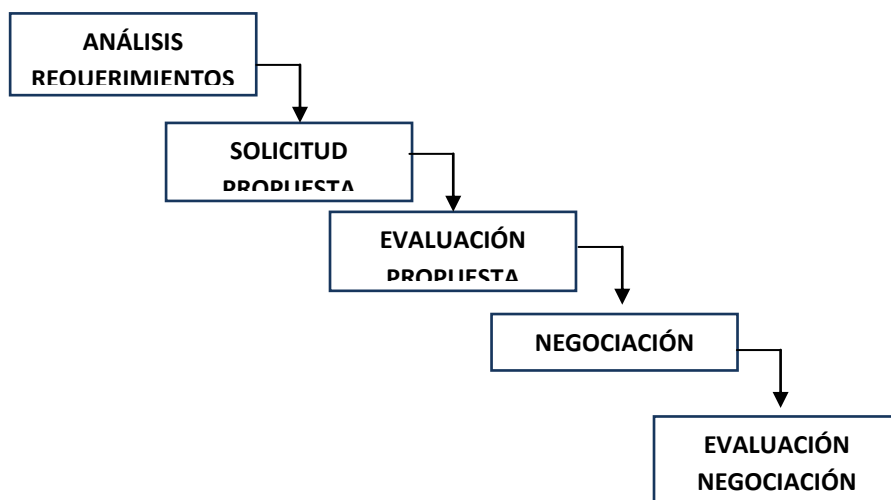 ANÁLISIS
REQUERIMIENTOS
SOLICITUD
PROPUESTA
EVALUACIÓN
PROPUESTA
NEGOCIACIÓN
EVALUACIÓN
NEGOCIACIÓN